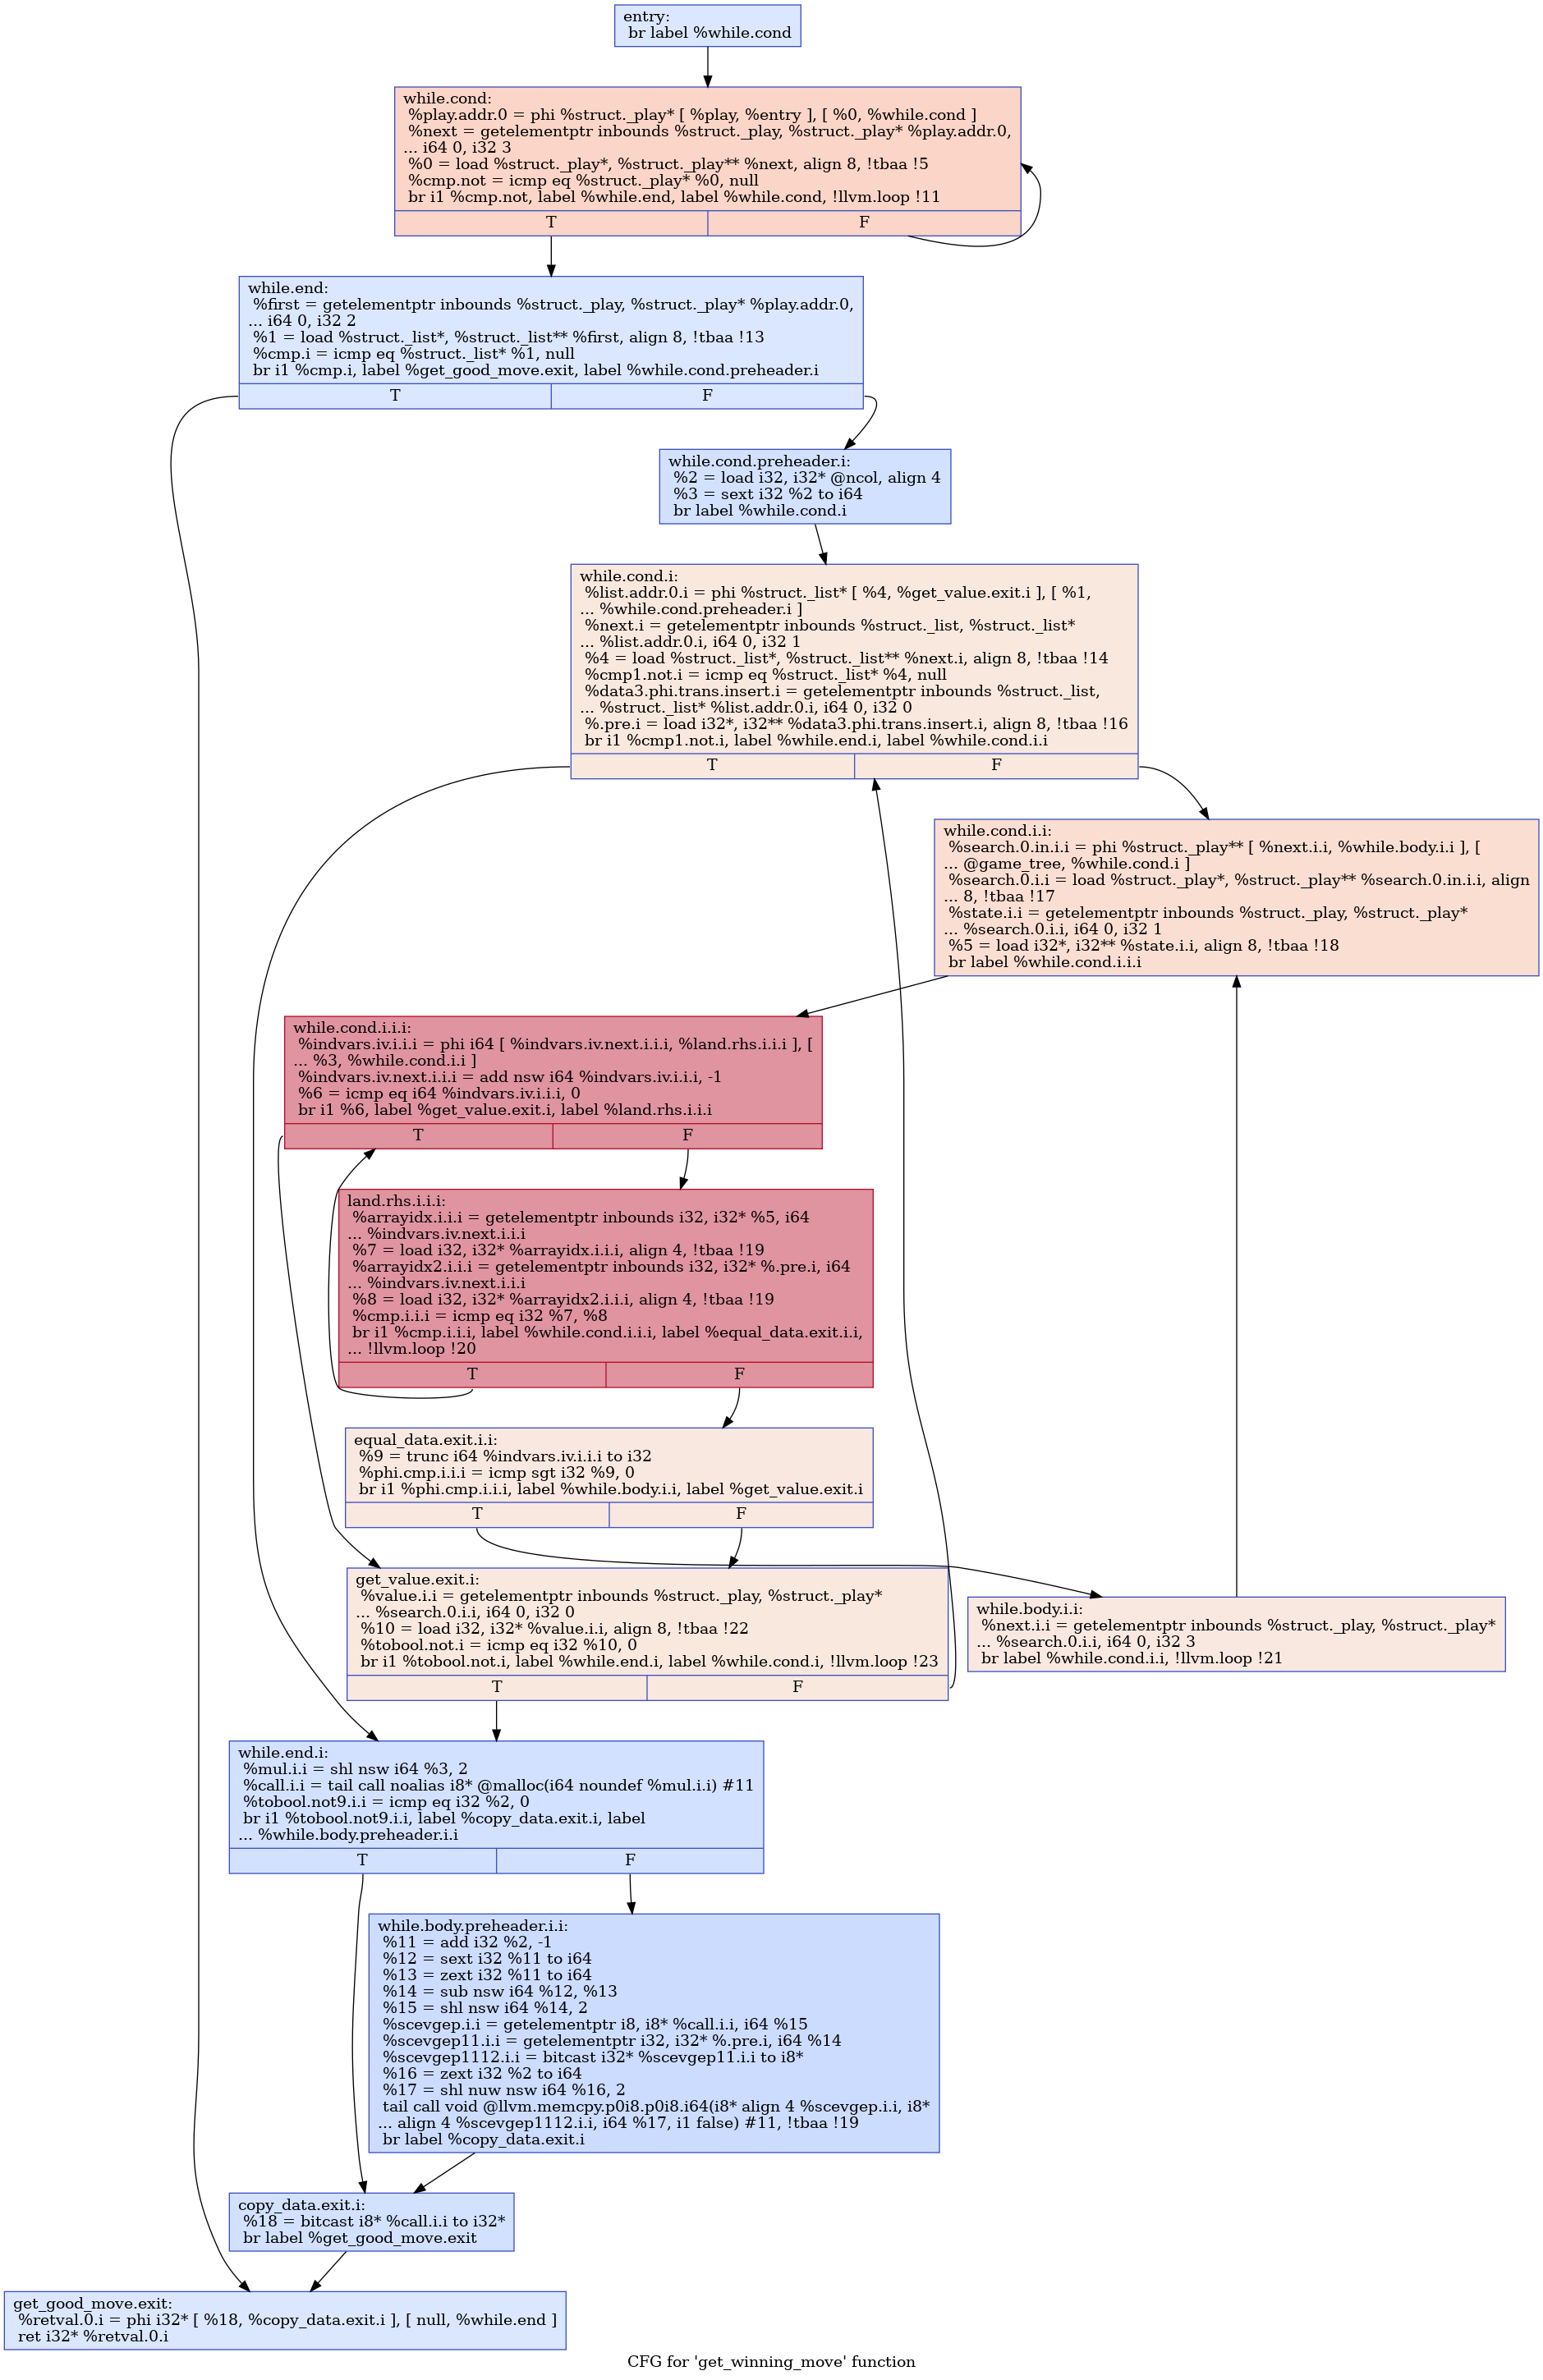 entry:
br label %while.cond
while.cond:
%play.addr.0 = phi %struct._play* [ %play, %entry ], [ %0, %while.cond ]
%next = getelementptr inbounds %struct._play, %struct._play* %play.addr.0,
... i64 0, i32 3
%0 = load %struct._play*, %struct._play** %next, align 8, !tbaa !5
%cmp.not = icmp eq %struct._play* %0, null
br i1 %cmp.not, label %while.end, label %while.cond, !llvm.loop !11
T F
while.end:
%first = getelementptr inbounds %struct._play, %struct._play* %play.addr.0,
... i64 0, i32 2
%1 = load %struct._list*, %struct._list** %first, align 8, !tbaa !13
%cmp.i = icmp eq %struct._list* %1, null
br i1 %cmp.i, label %get_good_move.exit, label %while.cond.preheader.i
T F
while.cond.preheader.i:
%2 = load i32, i32* @ncol, align 4
%3 = sext i32 %2 to i64
br label %while.cond.i
while.cond.i:
%list.addr.0.i = phi %struct._list* [ %4, %get_value.exit.i ], [ %1,
... %while.cond.preheader.i ]
%next.i = getelementptr inbounds %struct._list, %struct._list*
... %list.addr.0.i, i64 0, i32 1
%4 = load %struct._list*, %struct._list** %next.i, align 8, !tbaa !14
%cmp1.not.i = icmp eq %struct._list* %4, null
%data3.phi.trans.insert.i = getelementptr inbounds %struct._list,
... %struct._list* %list.addr.0.i, i64 0, i32 0
%.pre.i = load i32*, i32** %data3.phi.trans.insert.i, align 8, !tbaa !16
br i1 %cmp1.not.i, label %while.end.i, label %while.cond.i.i
T F
while.cond.i.i:
%search.0.in.i.i = phi %struct._play** [ %next.i.i, %while.body.i.i ], [
... @game_tree, %while.cond.i ]
%search.0.i.i = load %struct._play*, %struct._play** %search.0.in.i.i, align
... 8, !tbaa !17
%state.i.i = getelementptr inbounds %struct._play, %struct._play*
... %search.0.i.i, i64 0, i32 1
%5 = load i32*, i32** %state.i.i, align 8, !tbaa !18
br label %while.cond.i.i.i
while.cond.i.i.i:
%indvars.iv.i.i.i = phi i64 [ %indvars.iv.next.i.i.i, %land.rhs.i.i.i ], [
... %3, %while.cond.i.i ]
%indvars.iv.next.i.i.i = add nsw i64 %indvars.iv.i.i.i, -1
%6 = icmp eq i64 %indvars.iv.i.i.i, 0
br i1 %6, label %get_value.exit.i, label %land.rhs.i.i.i
T F
land.rhs.i.i.i:
%arrayidx.i.i.i = getelementptr inbounds i32, i32* %5, i64
... %indvars.iv.next.i.i.i
%7 = load i32, i32* %arrayidx.i.i.i, align 4, !tbaa !19
%arrayidx2.i.i.i = getelementptr inbounds i32, i32* %.pre.i, i64
... %indvars.iv.next.i.i.i
%8 = load i32, i32* %arrayidx2.i.i.i, align 4, !tbaa !19
%cmp.i.i.i = icmp eq i32 %7, %8
br i1 %cmp.i.i.i, label %while.cond.i.i.i, label %equal_data.exit.i.i,
... !llvm.loop !20
T F
equal_data.exit.i.i:
%9 = trunc i64 %indvars.iv.i.i.i to i32
%phi.cmp.i.i.i = icmp sgt i32 %9, 0
br i1 %phi.cmp.i.i.i, label %while.body.i.i, label %get_value.exit.i
T F
get_value.exit.i:
%value.i.i = getelementptr inbounds %struct._play, %struct._play*
... %search.0.i.i, i64 0, i32 0
%10 = load i32, i32* %value.i.i, align 8, !tbaa !22
%tobool.not.i = icmp eq i32 %10, 0
br i1 %tobool.not.i, label %while.end.i, label %while.cond.i, !llvm.loop !23
T F
while.body.i.i:
%next.i.i = getelementptr inbounds %struct._play, %struct._play*
... %search.0.i.i, i64 0, i32 3
br label %while.cond.i.i, !llvm.loop !21
while.end.i:
%mul.i.i = shl nsw i64 %3, 2
%call.i.i = tail call noalias i8* @malloc(i64 noundef %mul.i.i) #11
%tobool.not9.i.i = icmp eq i32 %2, 0
br i1 %tobool.not9.i.i, label %copy_data.exit.i, label
... %while.body.preheader.i.i
T F
while.body.preheader.i.i:
%11 = add i32 %2, -1
%12 = sext i32 %11 to i64
%13 = zext i32 %11 to i64
%14 = sub nsw i64 %12, %13
%15 = shl nsw i64 %14, 2
%scevgep.i.i = getelementptr i8, i8* %call.i.i, i64 %15
%scevgep11.i.i = getelementptr i32, i32* %.pre.i, i64 %14
%scevgep1112.i.i = bitcast i32* %scevgep11.i.i to i8*
%16 = zext i32 %2 to i64
%17 = shl nuw nsw i64 %16, 2
tail call void @llvm.memcpy.p0i8.p0i8.i64(i8* align 4 %scevgep.i.i, i8*
... align 4 %scevgep1112.i.i, i64 %17, i1 false) #11, !tbaa !19
br label %copy_data.exit.i
copy_data.exit.i:
%18 = bitcast i8* %call.i.i to i32*
br label %get_good_move.exit
get_good_move.exit:
%retval.0.i = phi i32* [ %18, %copy_data.exit.i ], [ null, %while.end ]
ret i32* %retval.0.i
CFG for 'get_winning_move' function